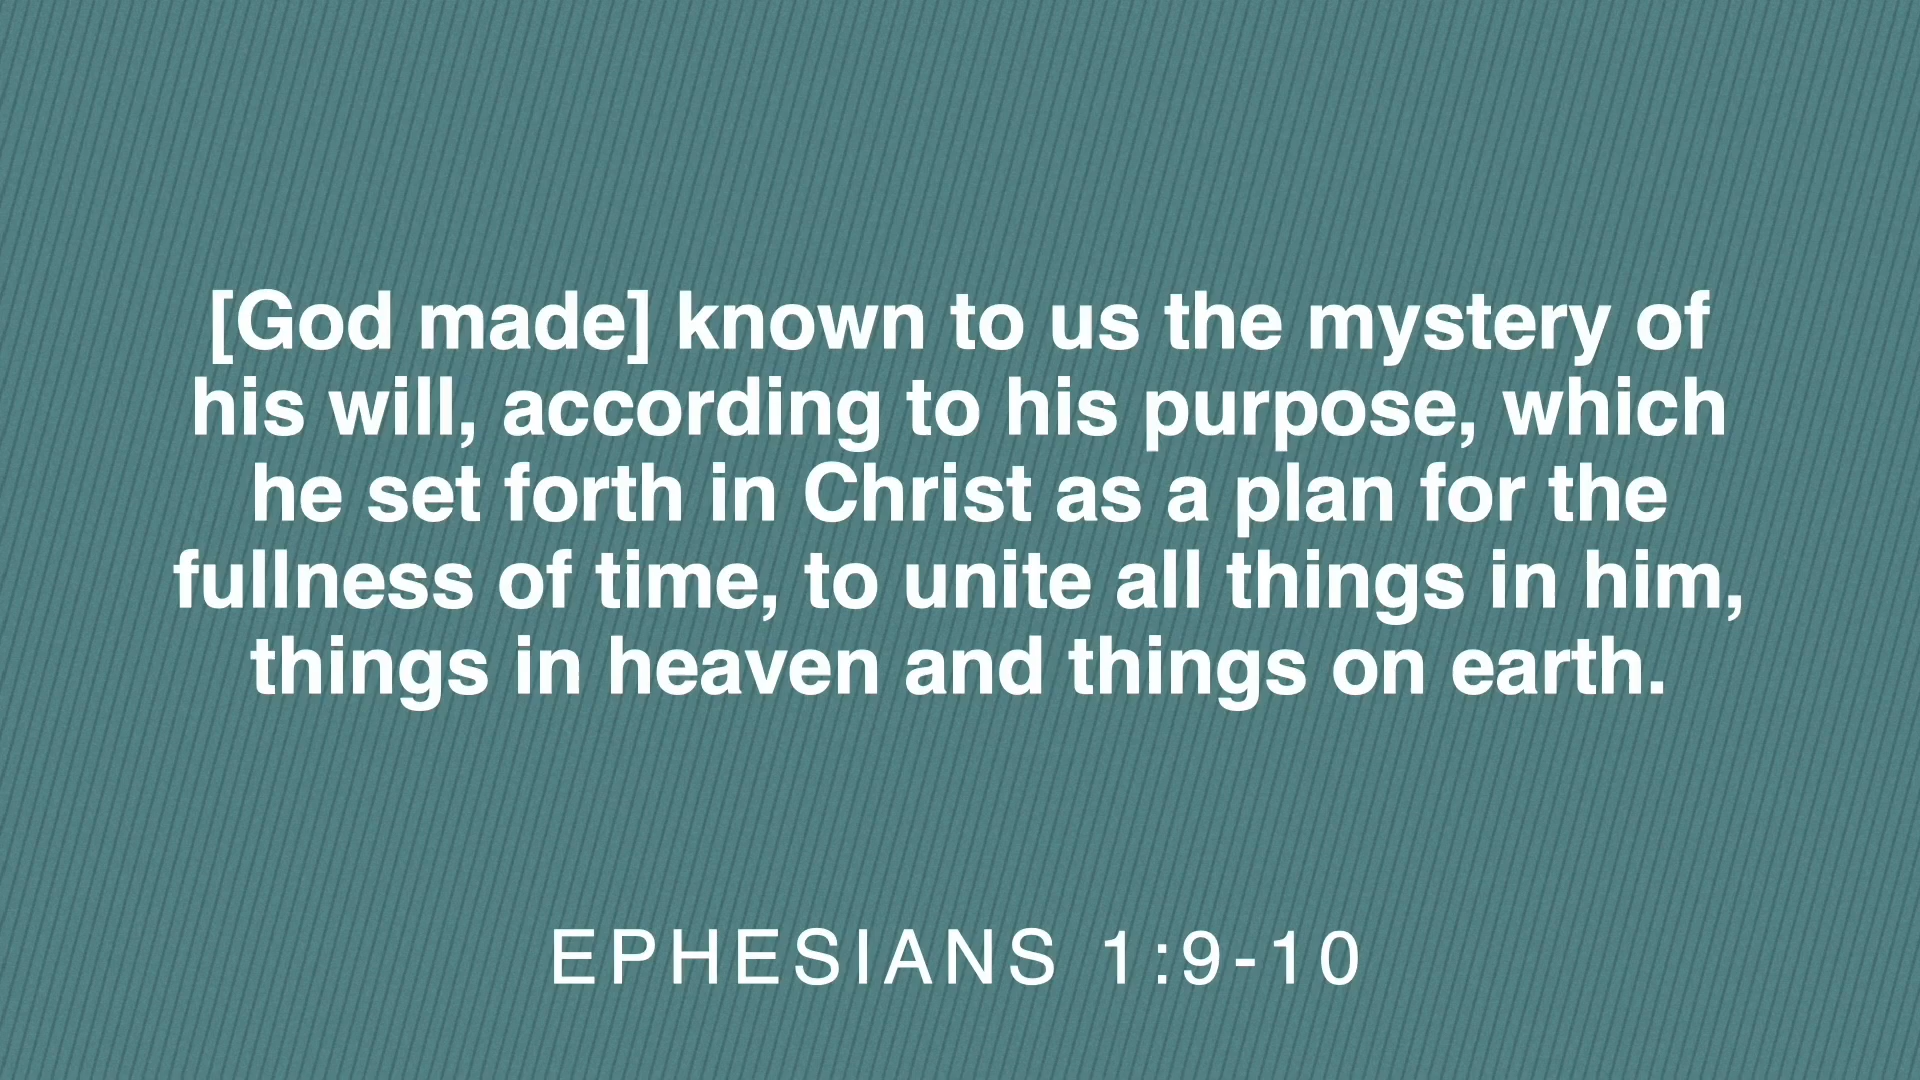 [God made] known to us the mystery of
his will, according to his purpose, which
he set forth in Christ as a plan for the
fullness of time, to unite all things in him,
things in heaven and things on earth.
EPHESIANS 1:9-10